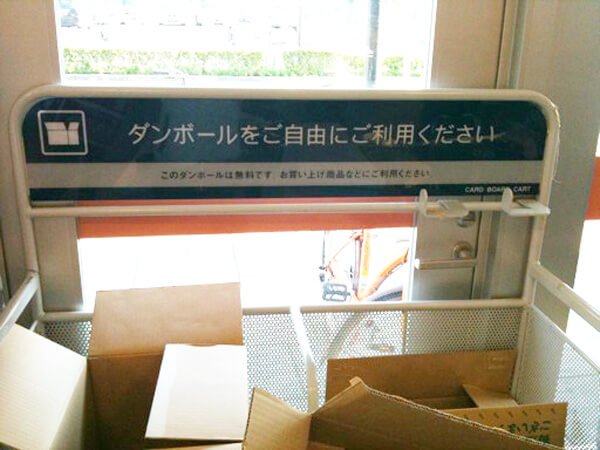 ダンボールをご自由にご利用ください
このダンボールは無料です お買い上げ商品などにご利用ください
CARD BOARD CART